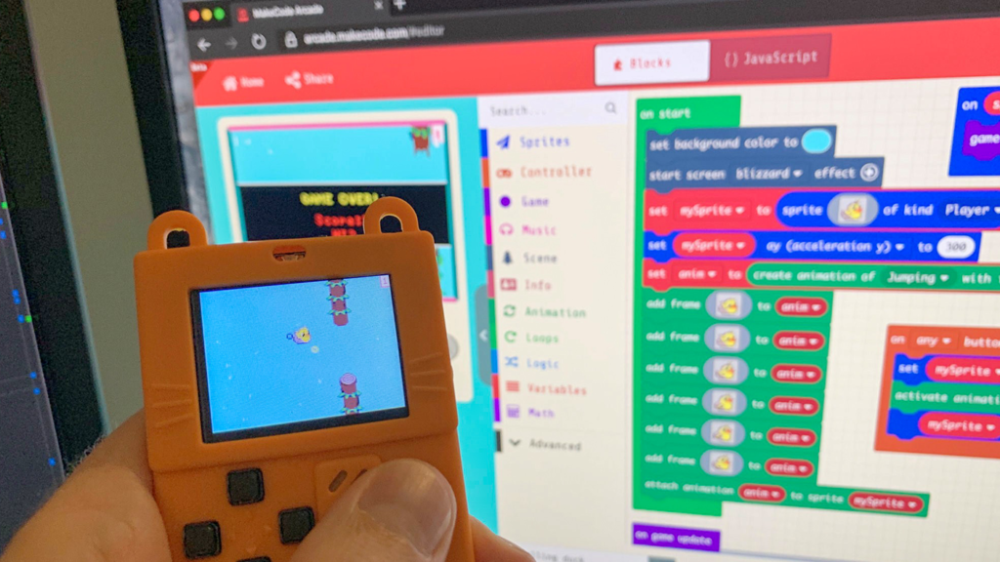 MakeCode Arcade
arcade.makecode.com/#editor
Beta
Home
Share
Blocks
{} JavaScript
GAME OVER!
Score:
Search...
Sprites
Controller
Game
Music
Scene
Info
Animation
Loops
Logic
Variables
Math
Advanced
on start
set background color to
start screen blizzard effect
set mySprite to sprite of kind Player
set mySprite ay (acceleration y) to 300
set anim to create animation of Jumping with
add frame to anim
add frame to anim
add frame to anim
add frame to anim
add frame to anim
add frame to anim
attach animation anim to sprite mySprite
on game update
on
game
on any button
set mySprite
activate animati
mySprite